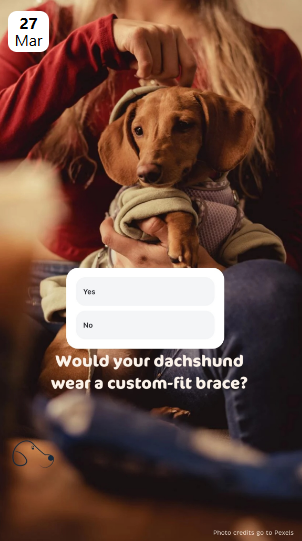 27
Mar
Yes
No
Would your dachshund
wear a custom-fit brace?
Photo credits go to Pexels